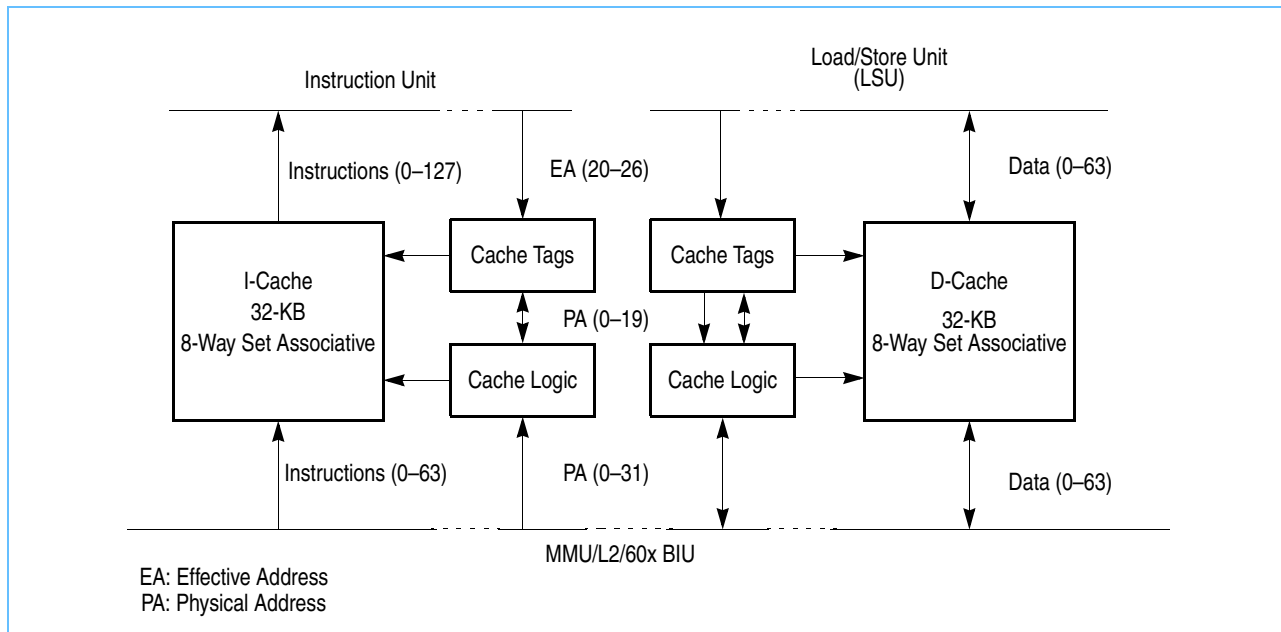 Instruction Unit
Load/Store Unit
(LSU)
Instructions (0–127)
EA (20–26)
Data (0–63)
I-Cache
32-KB
8-Way Set Associative
Cache Tags
Cache Tags
D-Cache
32-KB
8-Way Set Associative
PA (0–19)
Cache Logic
Cache Logic
Instructions (0–63)
PA (0–31)
Data (0–63)
MMU/L2/60x BIU
EA: Effective Address
PA: Physical Address